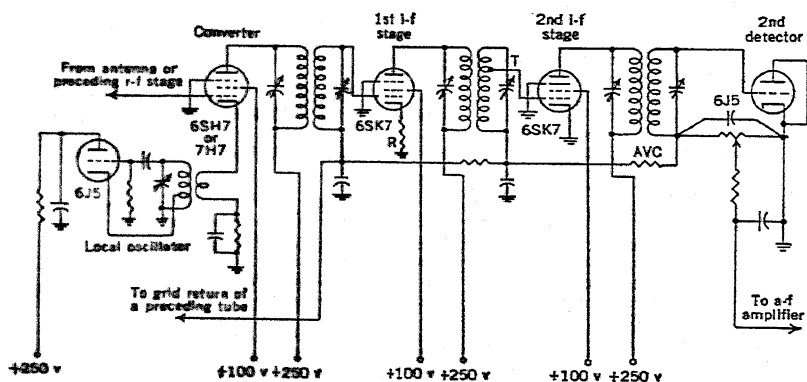 Converter
1st i-f
stage
2nd i-f
stage
2nd
detector
From antenna or
preceding r-f stage
6SH7
or
7H7
6SK7
R
T
6SK7
6J5
AVC
6J5
Local oscillator
To grid return of
a preceding tube
To a-f
amplifier
+250 v
+100 v
+250 v
+100 v
+250 v
+100 v
+250 v